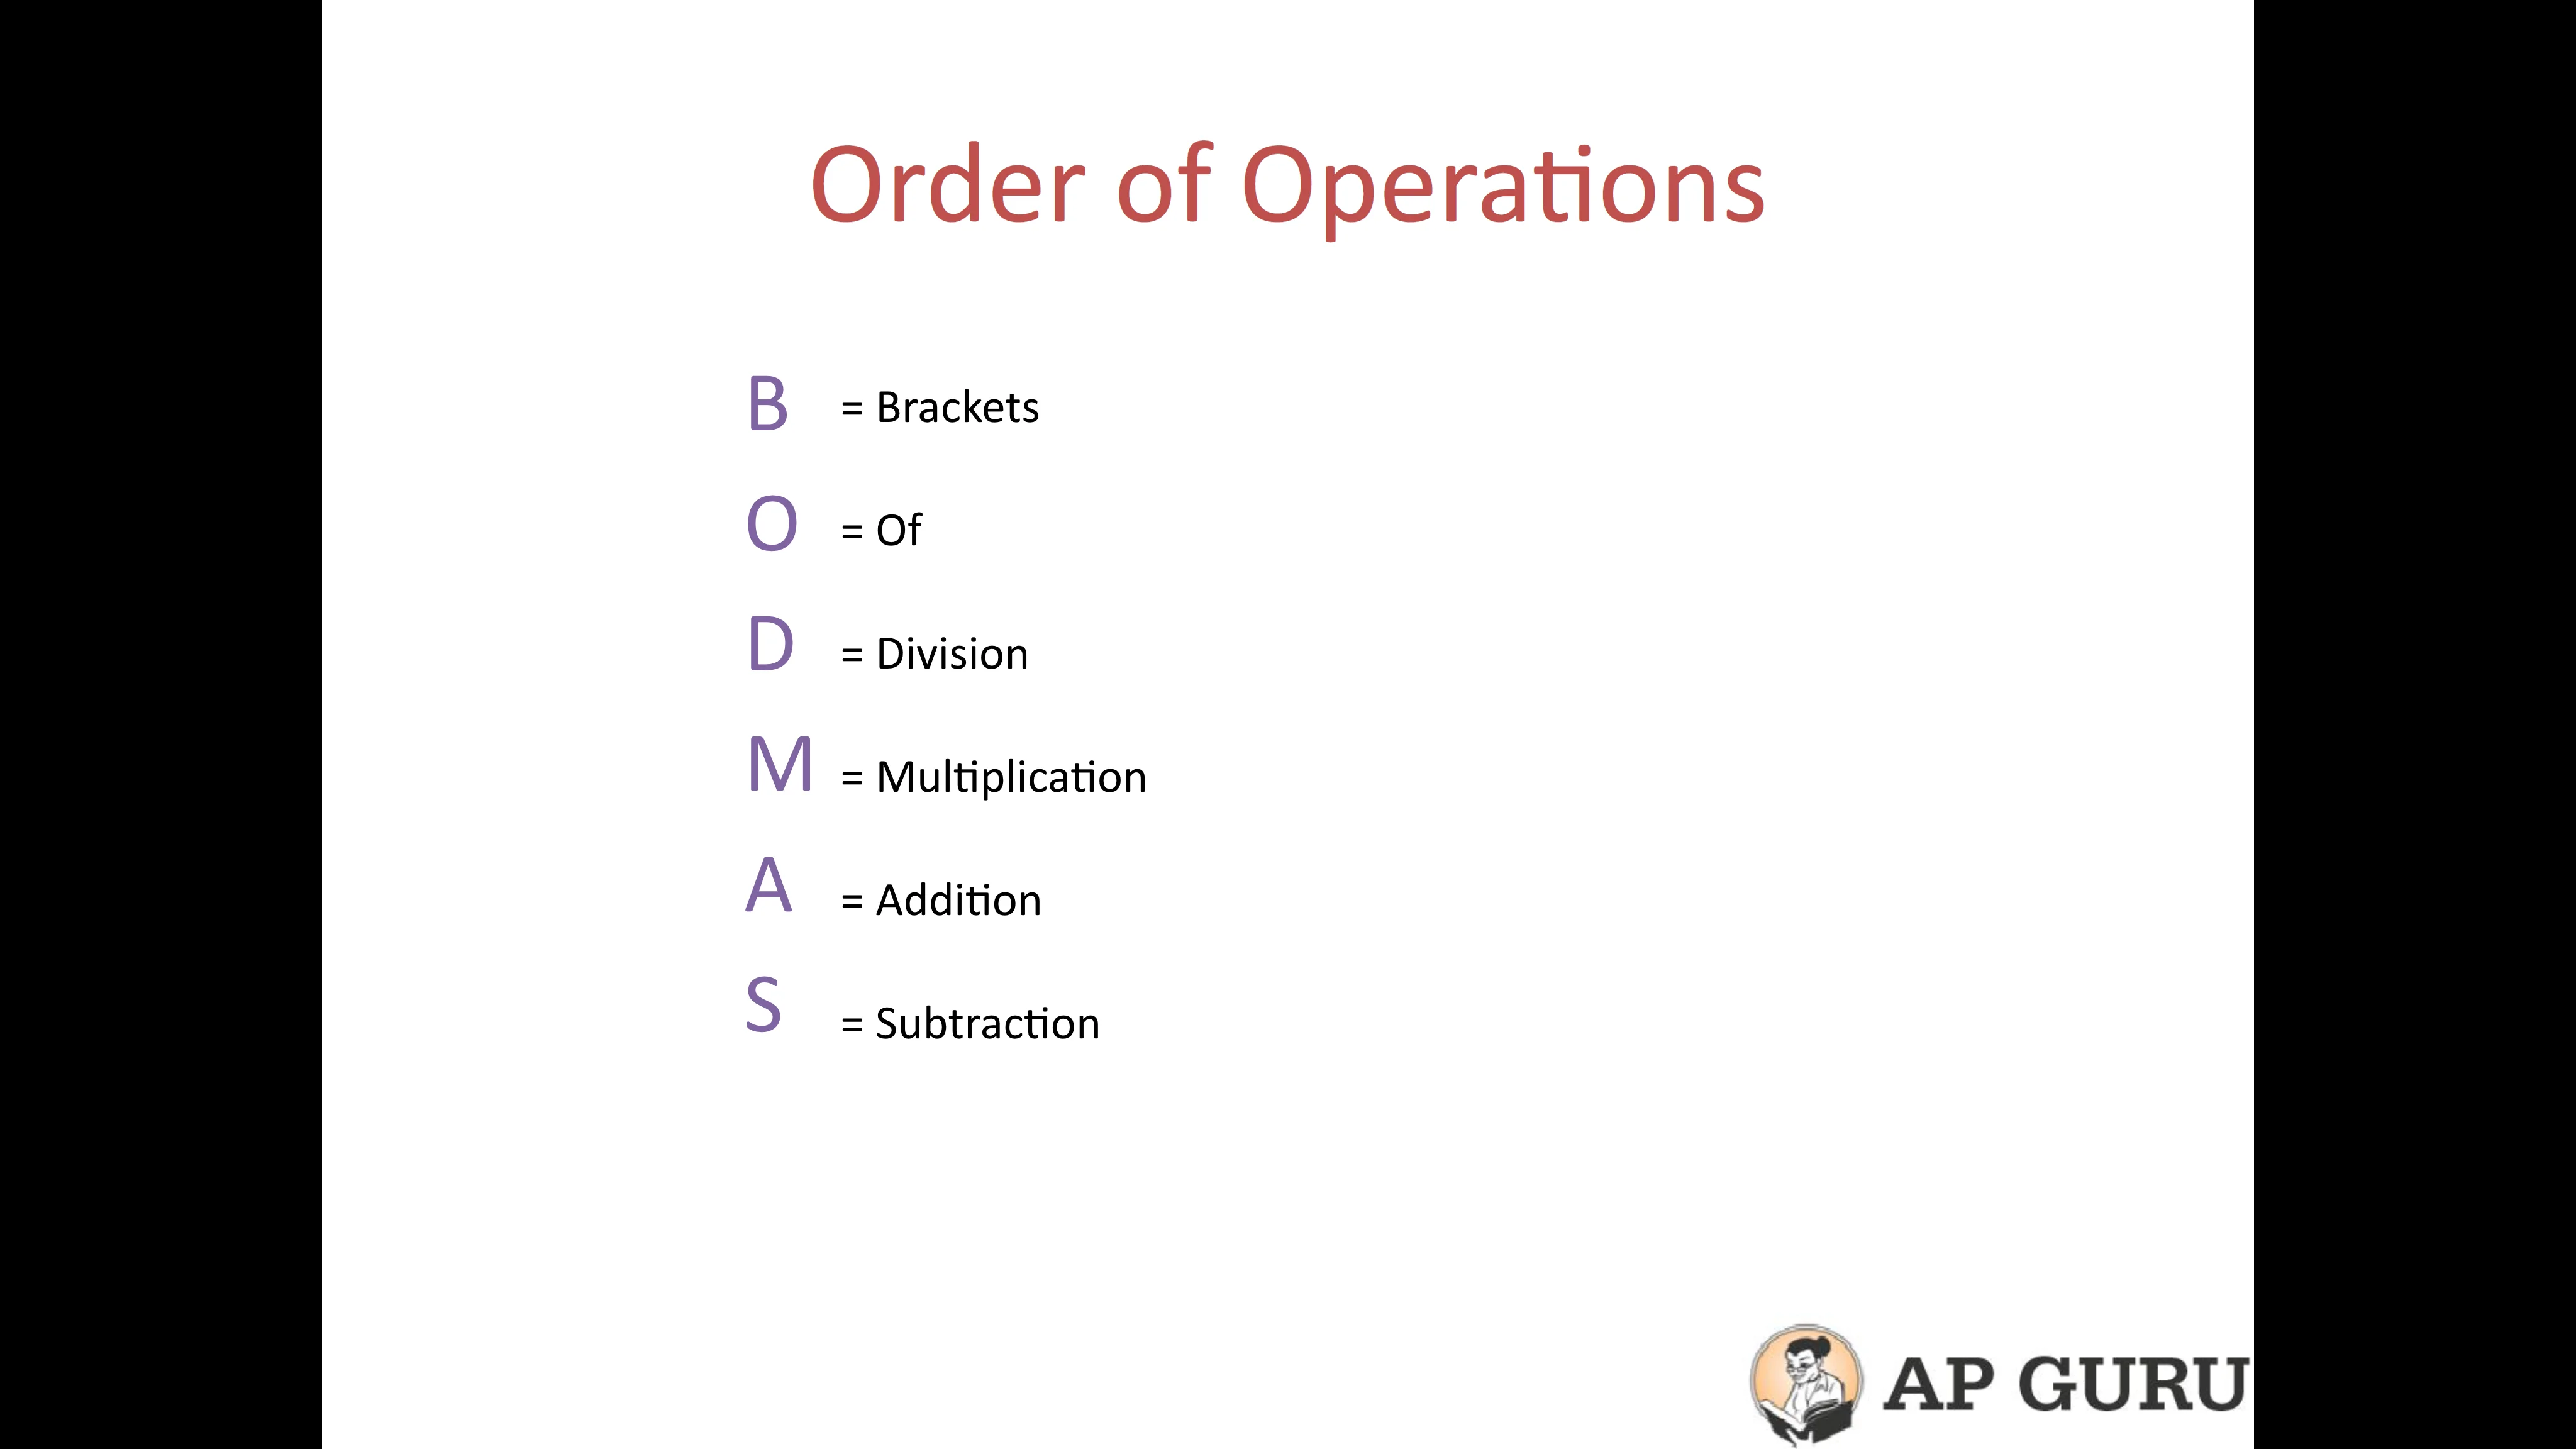 Order of Operations
B = Brackets
O = Of
D = Division
M = Multiplication
A = Addition
S = Subtraction
AP GURU